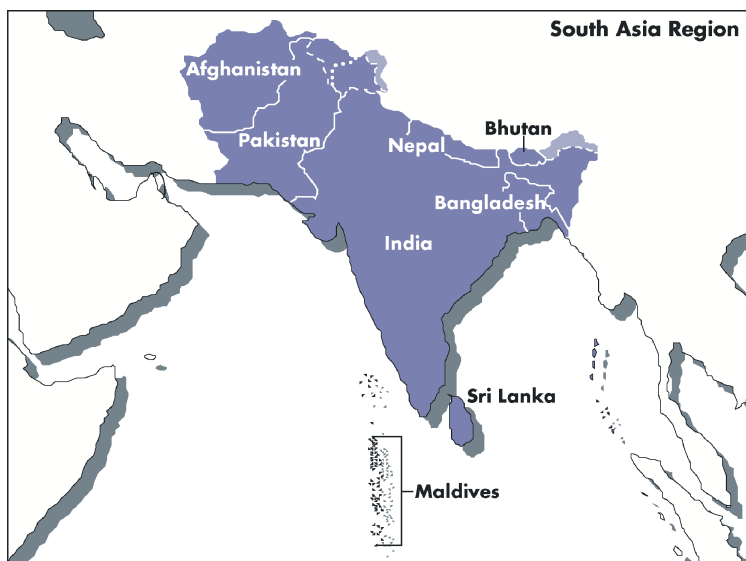 South Asia Region
Afghanistan
Pakistan
Nepal
Bhutan
Bangladesh
India
Sri Lanka
Maldives